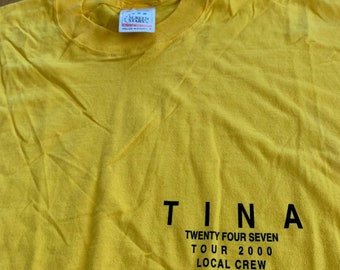 TINA
TWENTY FOUR SEVEN
TOUR 2000
LOCAL CREW